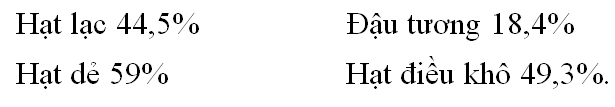 Hạt lạc 44,5% Đậu tương 18,4%
Hạt dẻ 59% Hạt điều khô 49,3%.